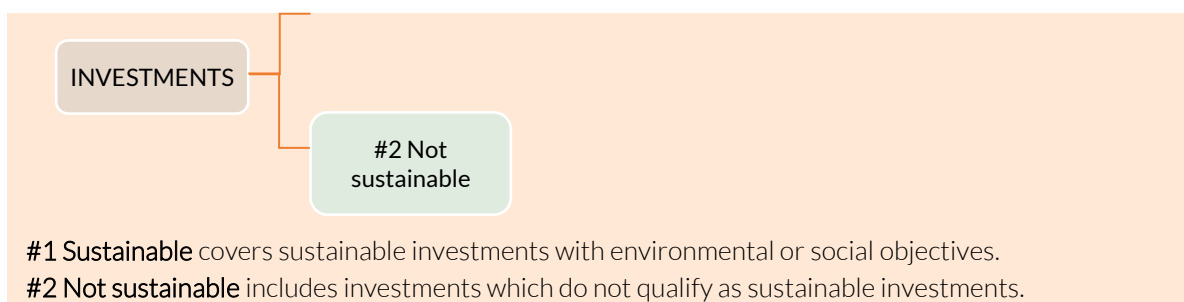 INVESTMENTS
#2 Not
sustainable
#1 Sustainable covers sustainable investments with environmental or social objectives.
#2 Not sustainable includes investments which do not qualify as sustainable investments.